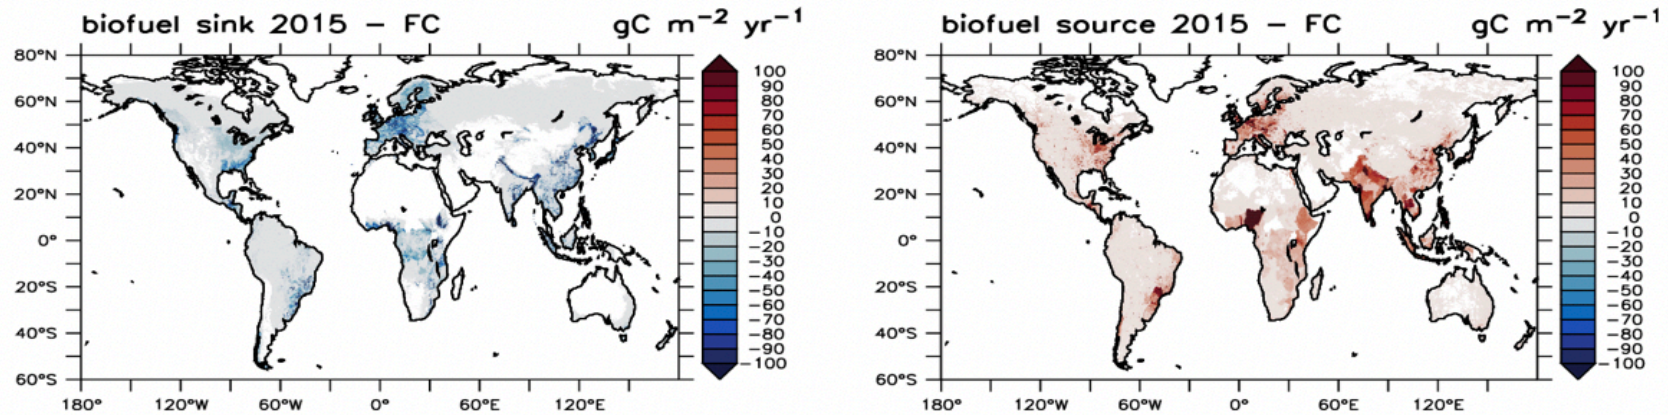 biofuel sink 2015 – FC gC m−2 yr−1
80°N
60°N
40°N
20°N
0°
20°S
40°S
60°S
180° 120°W 60°W 0° 60°E 120°E
100
90
80
70
60
50
40
30
20
10
0
−10
−20
−30
−40
−50
−60
−70
−80
−90
−100
biofuel source 2015 – FC gC m−2 yr−1
80°N
60°N
40°N
20°N
0°
20°S
40°S
60°S
180° 120°W 60°W 0° 60°E 120°E
100
90
80
70
60
50
40
30
20
10
0
−10
−20
−30
−40
−50
−60
−70
−80
−90
−100